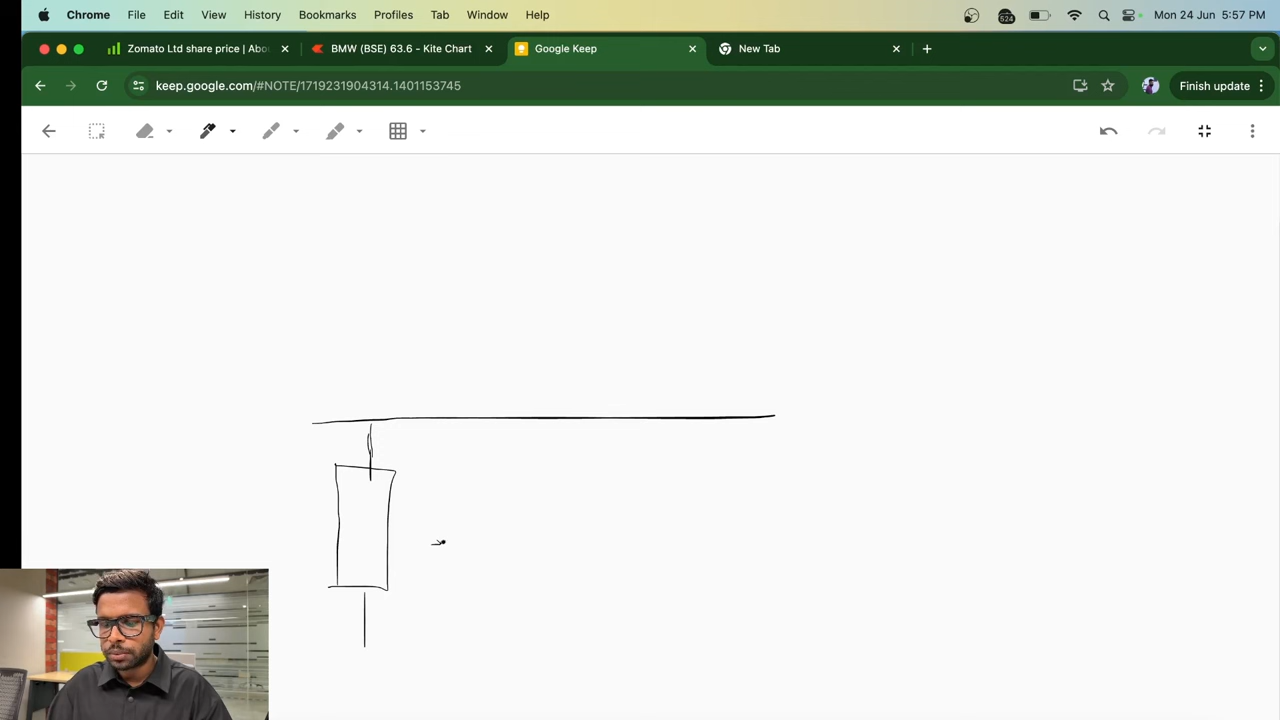 Chrome File Edit View History Bookmarks Profiles Tab Window Help 524 Mon 24 Jun 5:57 PM
Zomato Ltd share price | Abo BMW (BSE) 63.6 - Kite Chart Google Keep New Tab
keep.google.com/#NOTE/1719231904314.1401153745 Finish update